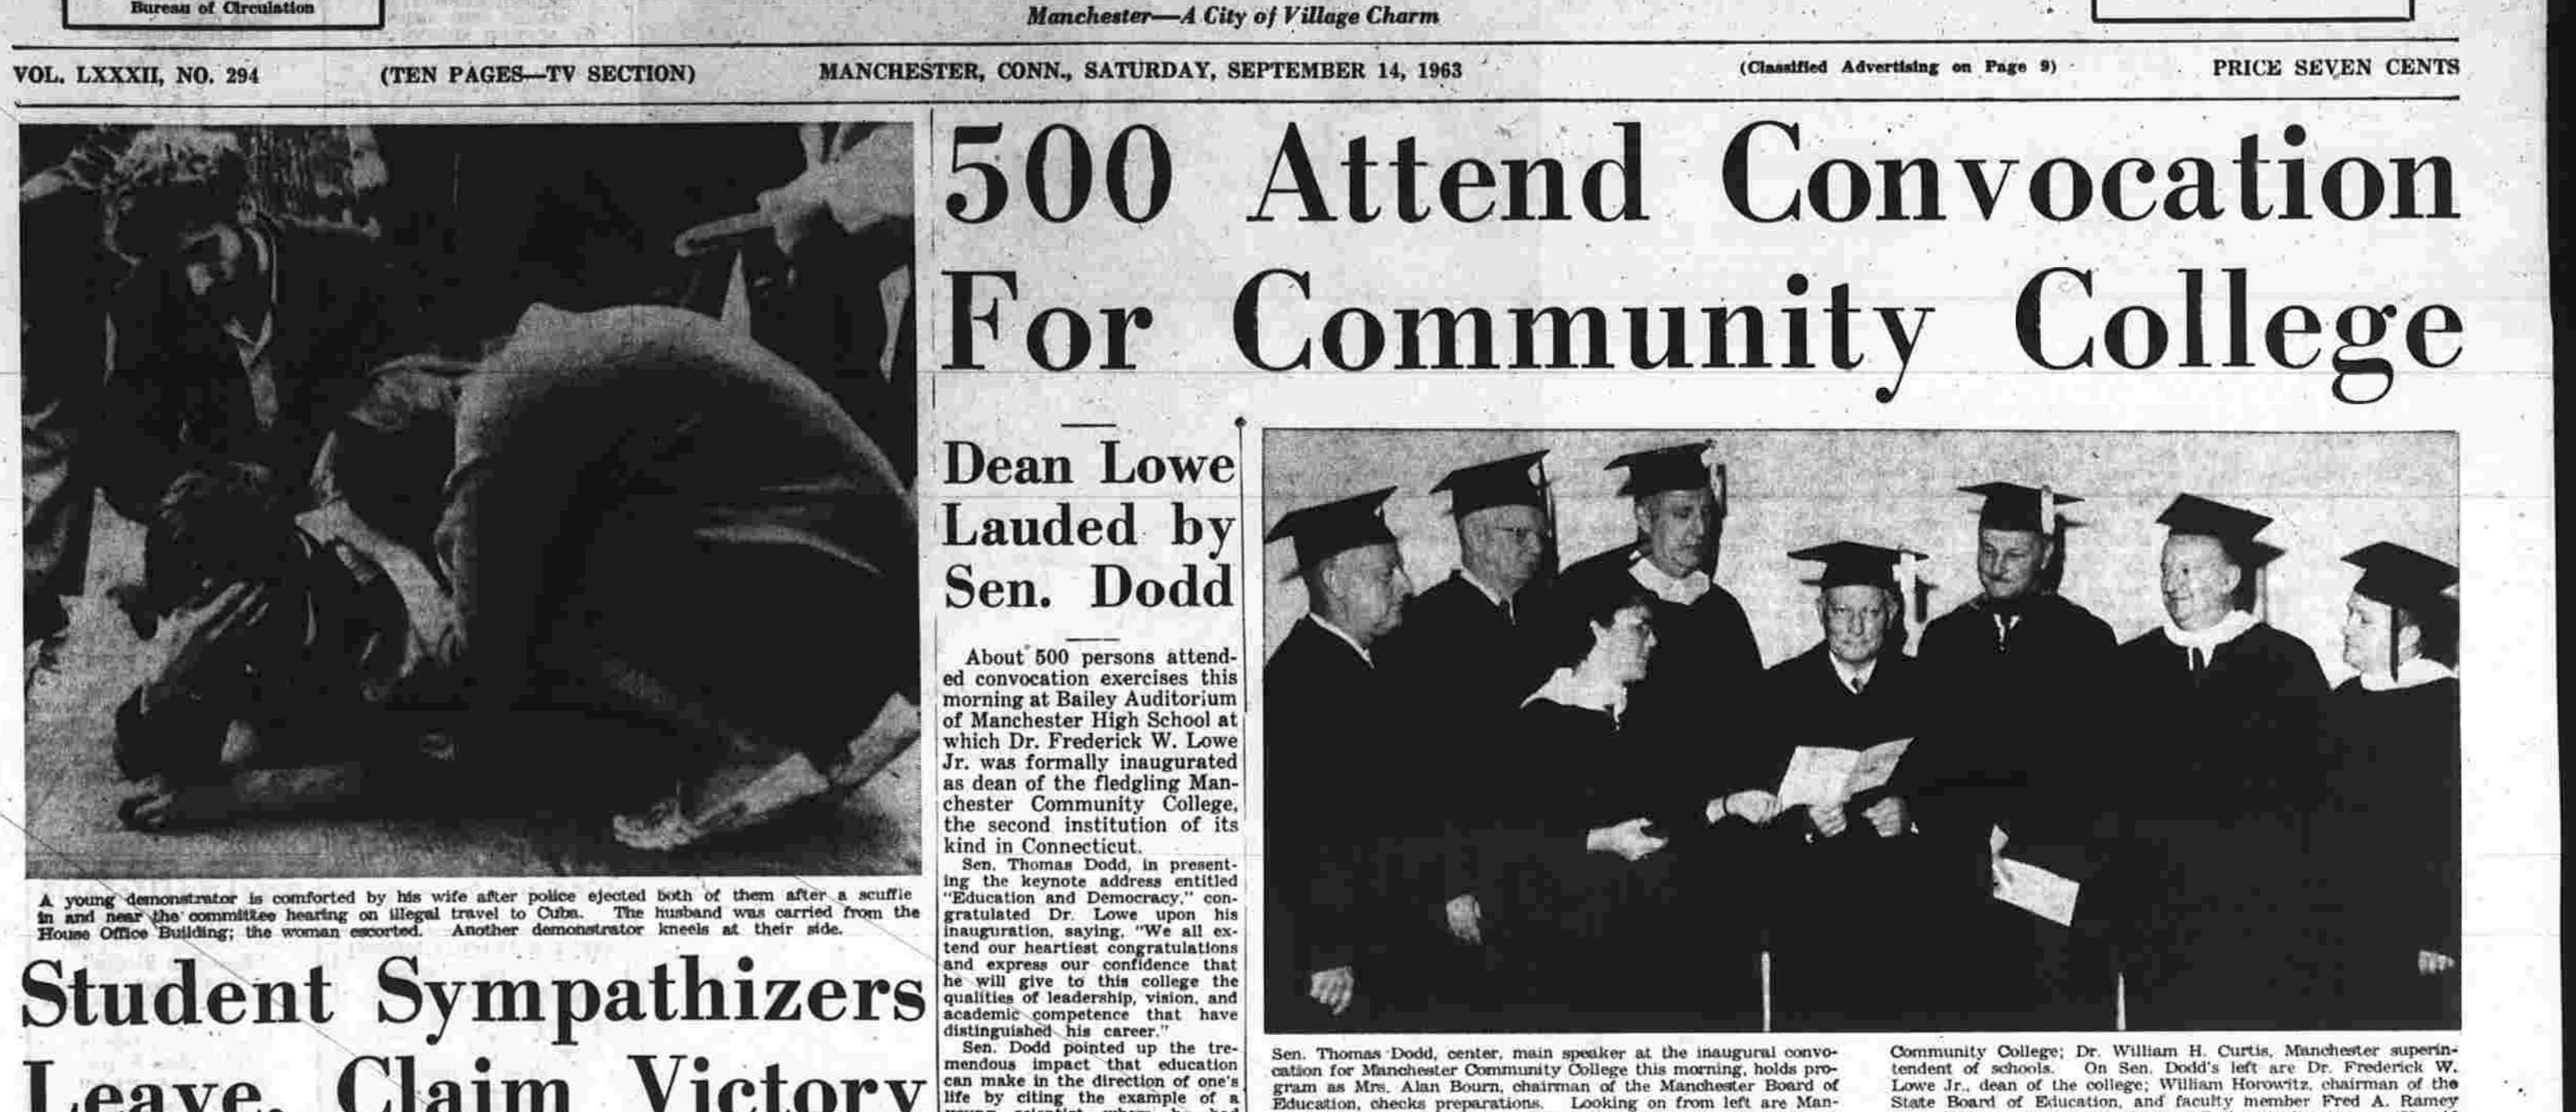 Bureau of Circulation
Manchester—A City of Village Charm
VOL. LXXXII, NO. 294
(TEN PAGES—TV SECTION)
MANCHESTER, CONN., SATURDAY, SEPTEMBER 14, 1963
(Classified Advertising on Page 9)
PRICE SEVEN CENTS
A young demonstrator is comforted by his wife after police ejected both of them after a scuffle
in and near the committee hearing on illegal travel to Cuba. The husband was carried from the
House Office Building; the woman escorted. Another demonstrator kneels at their side.
Student Sympathizers
Leave, Claim Victory
500 Attend Convocation
For Community College
Dean Lowe
Lauded by
Sen. Dodd
About 500 persons attend-
ed convocation exercises this
morning at Bailey Auditorium
of Manchester High School at
which Dr. Frederick W. Lowe
Jr. was formally inaugurated
as dean of the fledgling Man-
chester Community College,
the second institution of its
kind in Connecticut.
Sen. Thomas Dodd, in present-
ing the keynote address entitled
"Education and Democracy," con-
gratulated Dr. Lowe upon his
inauguration, saying, "We all ex-
tend our heartiest congratulations
and express our confidence that
he will give to this college the
qualities of leadership, vision, and
academic competence that have
distinguished his career."
Sen. Dodd pointed up the tre-
mendous impact that education
can make in the direction of one's
life by citing the example of a
Sen. Thomas Dodd, center, main speaker at the inaugural convo-
cation for Manchester Community College this morning, holds pro-
gram as Mrs. Alan Bourn, chairman of the Manchester Board of
Education, checks preparations. Looking on from left are Man-
Community College; Dr. William H. Curtis, Manchester superin-
tendent of schools. On Sen. Dodd's left are Dr. Frederick W.
Lowe Jr., dean of the college; William Horowitz, chairman of the
State Board of Education, and faculty member Fred A. Ramey